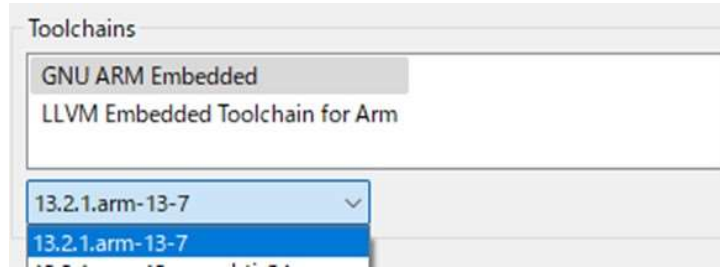 Toolchains
GNU ARM Embedded
LLVM Embedded Toolchain for Arm
13.2.1.arm-13-7
13.2.1.arm-13-7